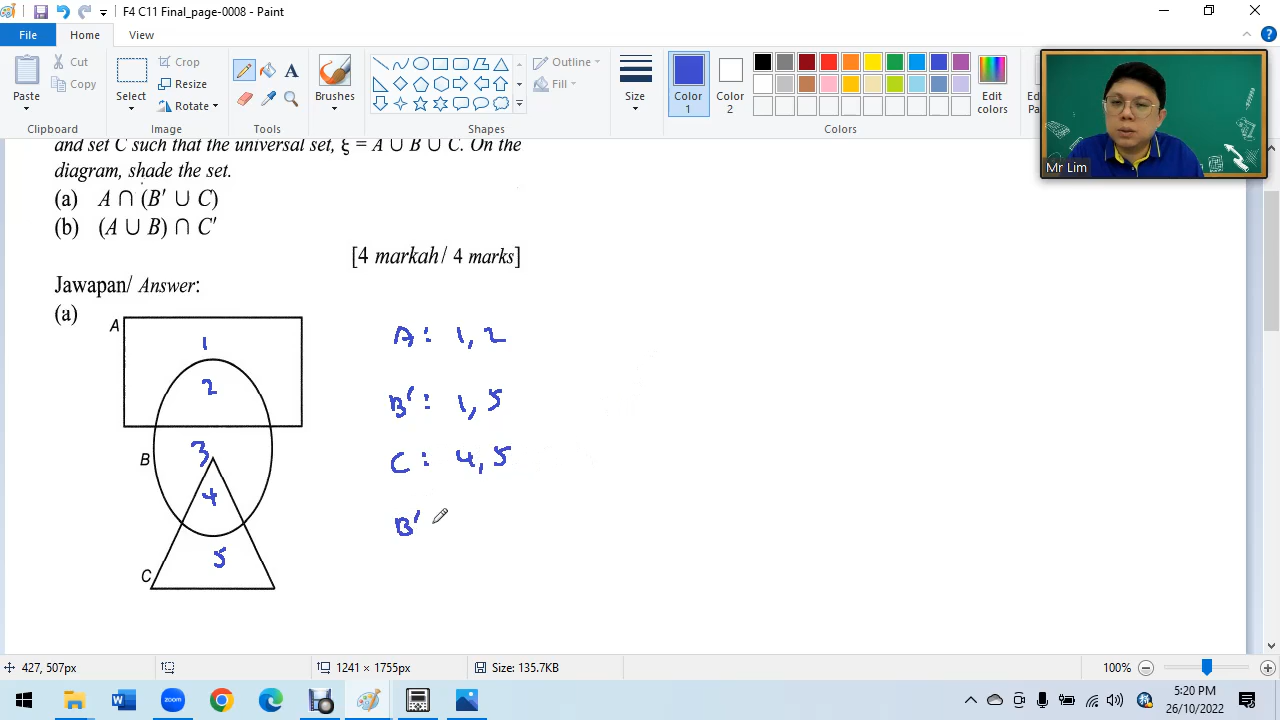 F4 C11 Final_page-0008 - Paint
File Home View
Paste Cut Copy Clipboard
Select Crop Resize Rotate Image
Tools
Brushes
Outline Fill Shapes
Size
Color 1
Color 2
Edit colors
Colors
Mr Lim
and set C such that the universal set, ξ = A ∪ B ∪ C. On the
diagram, shade the set.
(a) A ∩ (B′ ∪ C)
(b) (A ∪ B) ∩ C′
[4 markah/ 4 marks]
Jawapan/ Answer:
(a)
A
1
2
B
3
4
C
5
A : 1, 2
B′ : 1, 5
C : 4, 5
B′
427, 507px
1241 × 1755px
Size: 135.7KB
100%
zoom
5:20 PM
26/10/2022